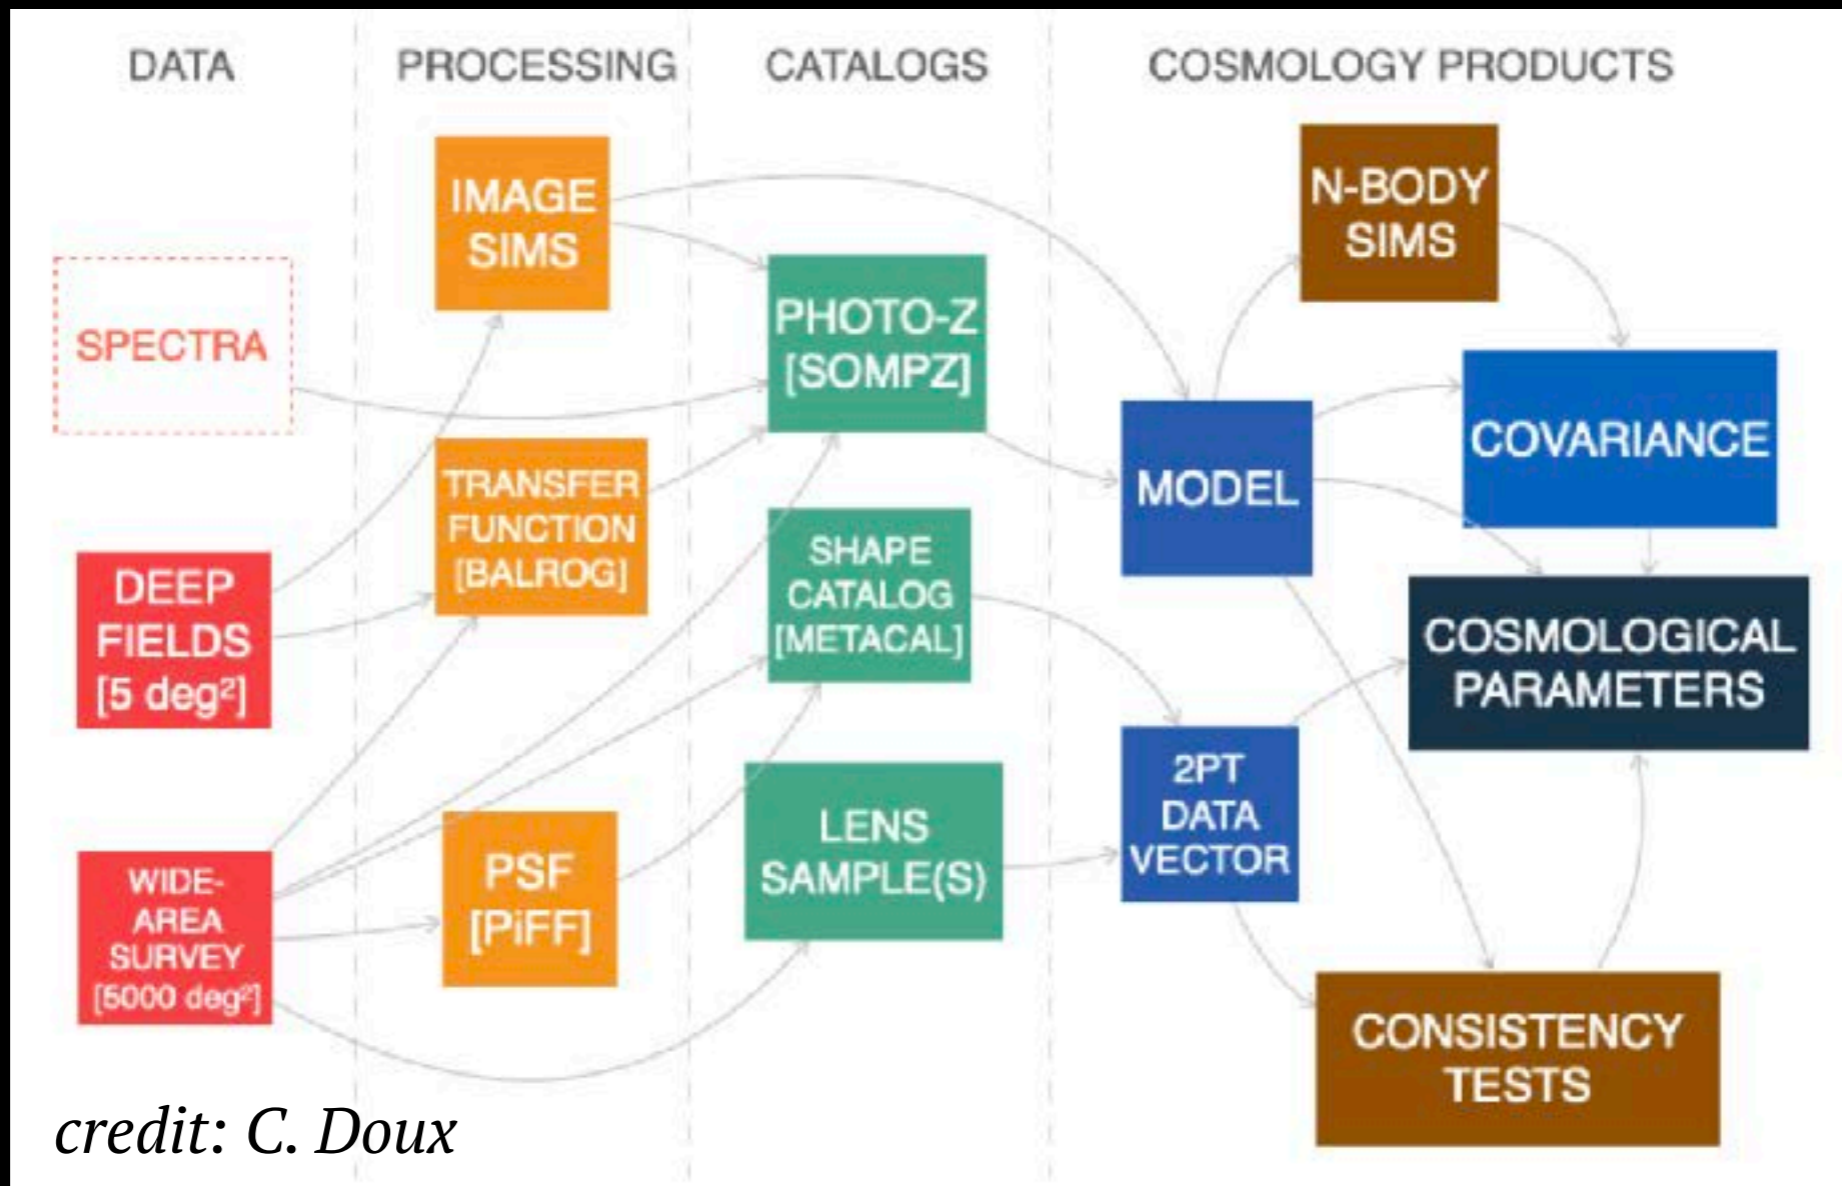 DATA
PROCESSING
CATALOGS
COSMOLOGY PRODUCTS
SPECTRA
DEEP
FIELDS
[5 deg²]
WIDE-
AREA
SURVEY
[5000 deg²]
IMAGE
SIMS
TRANSFER
FUNCTION
[BALROG]
PSF
[PiFF]
PHOTO-Z
[SOMPZ]
SHAPE
CATALOG
[METACAL]
LENS
SAMPLE(S)
N-BODY
SIMS
MODEL
COVARIANCE
COSMOLOGICAL
PARAMETERS
2PT
DATA
VECTOR
CONSISTENCY
TESTS
credit: C. Doux